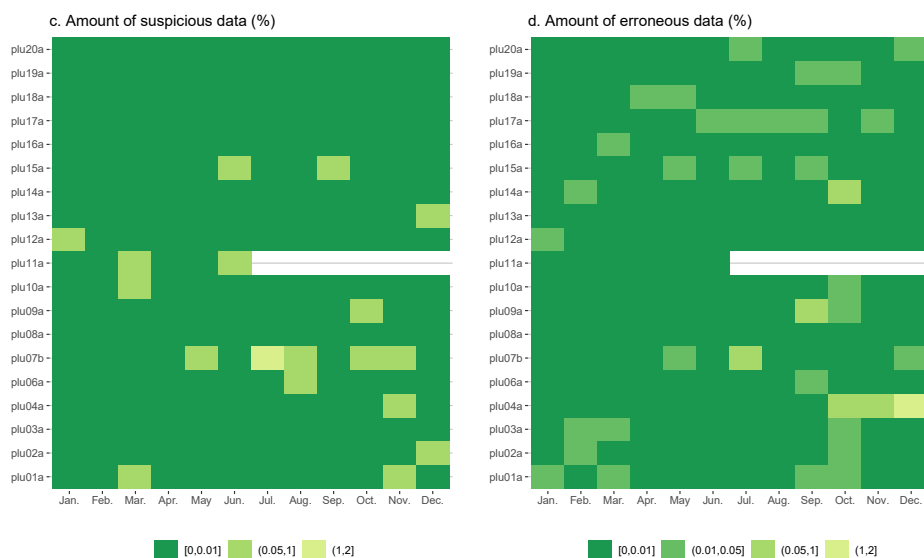 c. Amount of suspicious data (%)
plu20a
plu19a
plu18a
plu17a
plu16a
plu15a
plu14a
plu13a
plu12a
plu11a
plu10a
plu09a
plu08a
plu07b
plu06a
plu04a
plu03a
plu02a
plu01a
Jan. Feb. Mar. Apr. May. Jun. Jul. Aug. Sep. Oct. Nov. Dec.
[0,0.01] (0.05,1] (1,2]
d. Amount of erroneous data (%)
plu20a
plu19a
plu18a
plu17a
plu16a
plu15a
plu14a
plu13a
plu12a
plu11a
plu10a
plu09a
plu08a
plu07b
plu06a
plu04a
plu03a
plu02a
plu01a
Jan. Feb. Mar. Apr. May. Jun. Jul. Aug. Sep. Oct. Nov. Dec.
[0,0.01] (0.01,0.05] (0.05,1] (1,2]